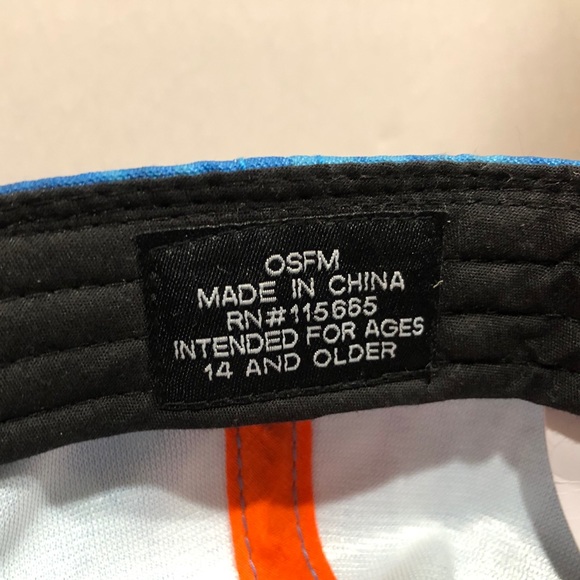 OSFM
MADE IN CHINA
RN#115665
INTENDED FOR AGES
14 AND OLDER